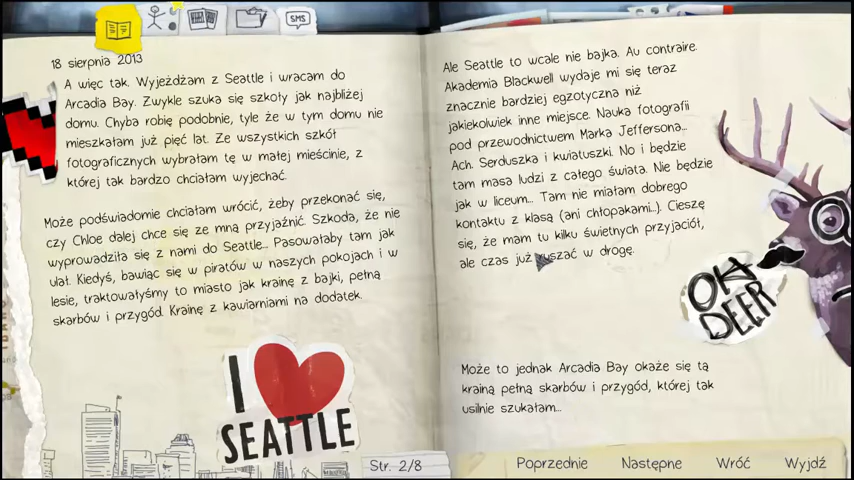 SMS
18 sierpnia 2013
A więc tak. Wyjeżdżam z Seattle i wracam do
Arcadia Bay. Zwykle szuka się szkoły jak najbliżej
domu. Chyba robię podobnie, tyle że w tym domu nie
mieszkałam już pięć lat. Ze wszystkich szkół
fotograficznych wybrałam tę w małej mieścinie, z
której tak bardzo chciałam wyjechać.
Może podświadomie chciałam wrócić, żeby przekonać się,
czy Chloe dalej chce się ze mną przyjaźnić. Szkoda, że nie
wyprowadziła się z nami do Seattle... Pasowałaby tam jak
ulał. Kiedyś, bawiąc się w piratów w naszych pokojach i w
lesie, traktowałyśmy to miasto jak krainę z bajki, pełną
skarbów i przygód. Krainę z kawiarniami na dodatek.
I
SEATTLE
Ale Seattle to wcale nie bajka. Au contraire.
Akademia Blackwell wydaje mi się teraz
znacznie bardziej egzotyczna niż
jakiekolwiek inne miejsce. Nauka fotografii
pod przewodnictwem Marka Jeffersona...
Ach. Serduszka i kwiatuszki. No i będzie
tam masa ludzi z całego świata. Nie będzie
jak w liceum... Tam nie miałam dobrego
kontaktu z klasą (ani chłopakami...). Cieszę
się, że mam tu kilku świetnych przyjaciół,
ale czas już ruszać w drogę.
OH
DEER
Może to jednak Arcadia Bay okaże się tą
krainą pełną skarbów i przygód, której tak
usilnie szukałam...
Str. 2/8
Poprzednie Następne Wróć Wyjdź